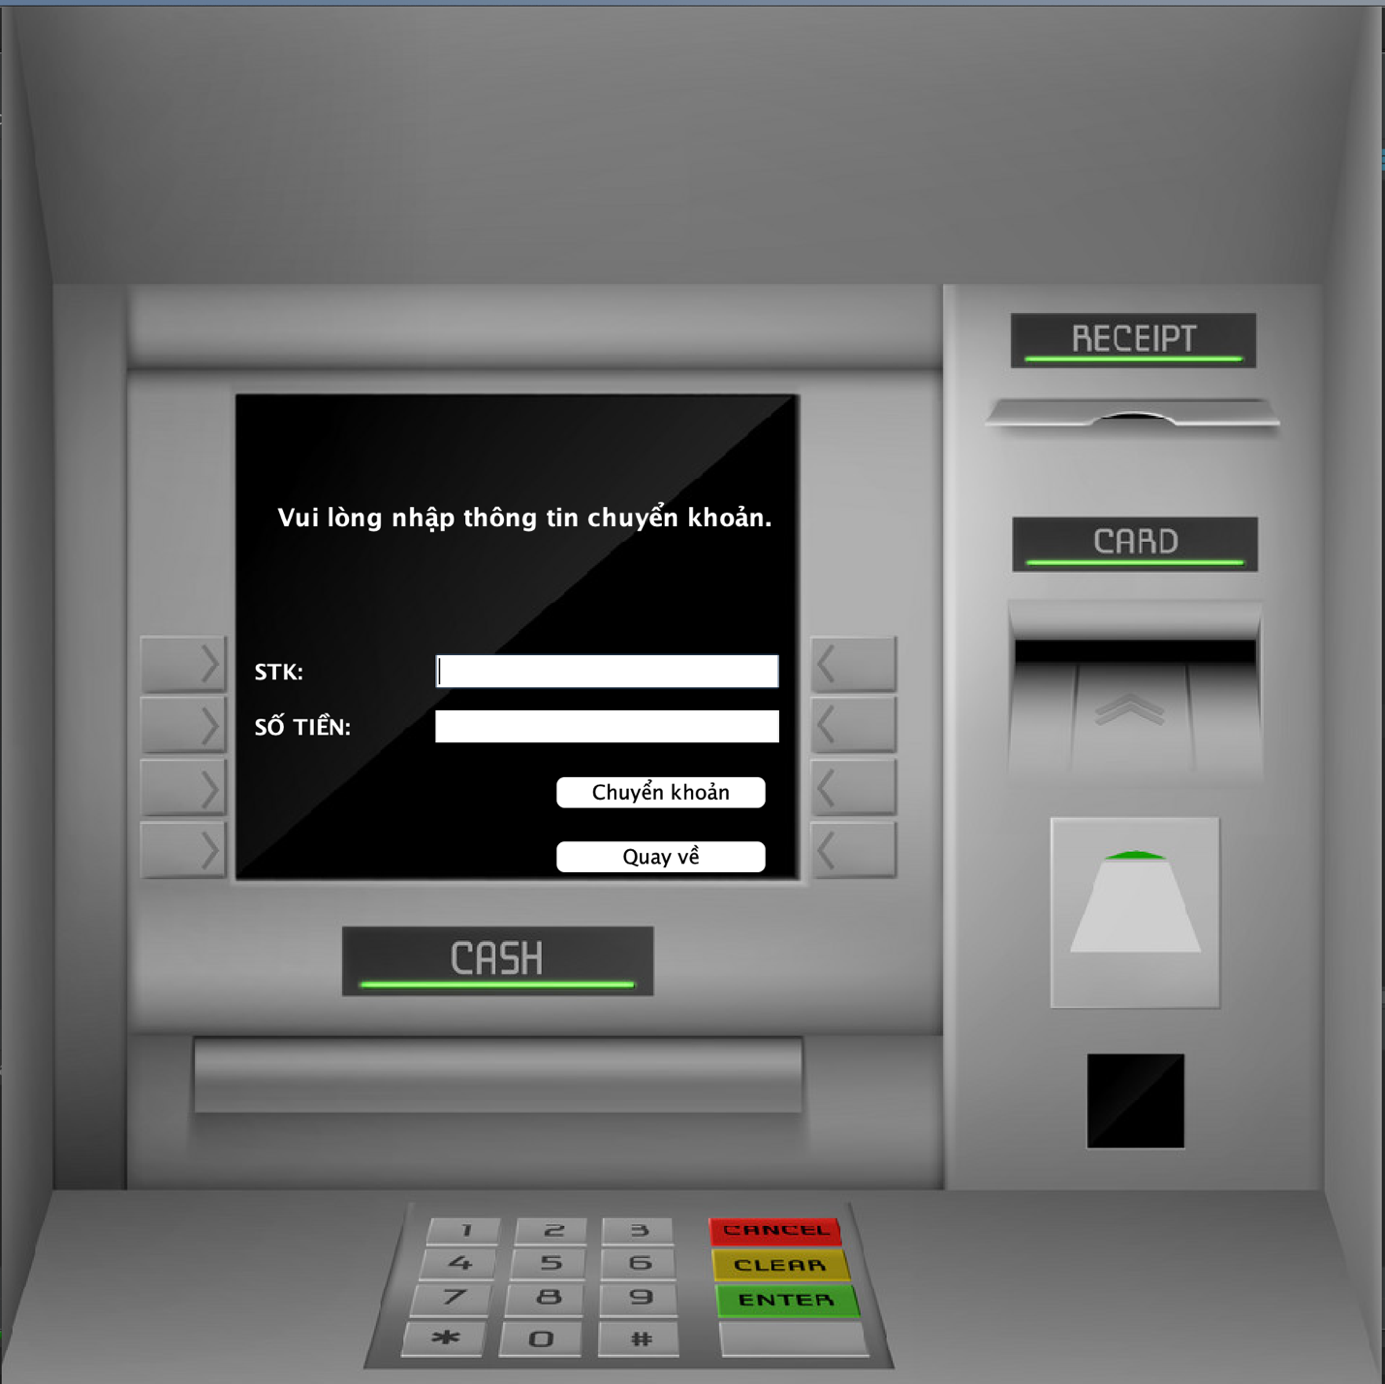 RECEIPT
Vui lòng nhập thông tin chuyển khoản.
CARD
STK:
SỐ TIỀN:
Chuyển khoản
Quay về
CASH
1 2 3 CANCEL
4 5 6 CLEAR
7 8 9 ENTER
* 0 #